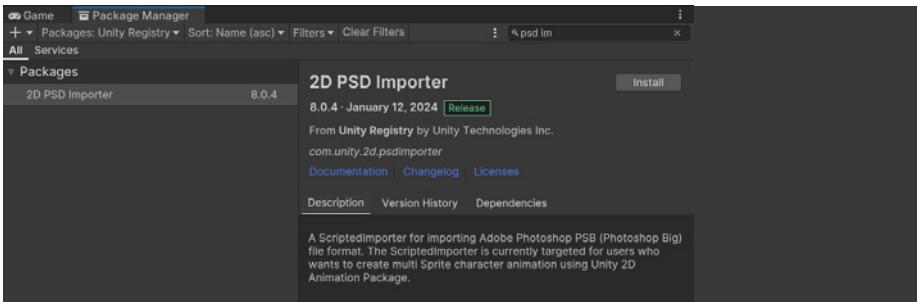 Game Package Manager
Packages: Unity Registry Sort: Name (asc) Filters Clear Filters psd im
All Services
Packages
2D PSD Importer 8.0.4
2D PSD Importer Install
8.0.4 · January 12, 2024 Release
From Unity Registry by Unity Technologies Inc.
com.unity.2d.psdimporter
Documentation Changelog Licenses
Description Version History Dependencies
A ScriptedImporter for importing Adobe Photoshop PSB (Photoshop Big)
file format. The ScriptedImporter is currently targeted for users who
wants to create multi Sprite character animation using Unity 2D
Animation Package.